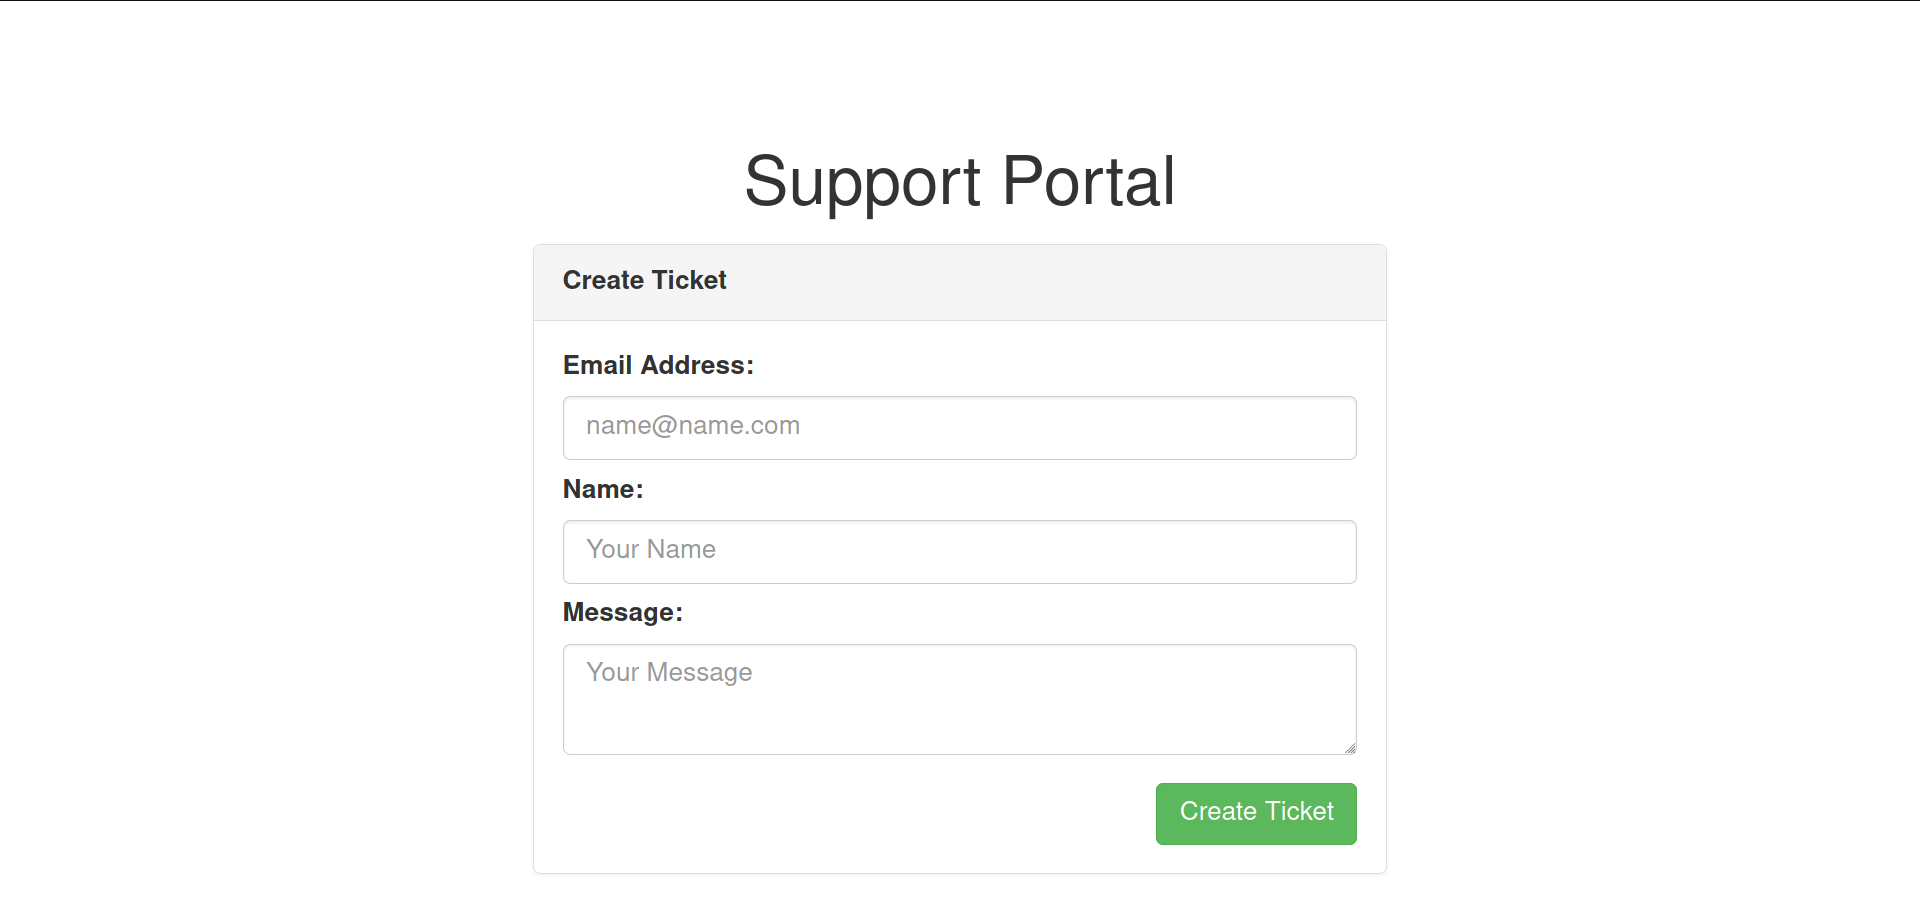 Support Portal
Create Ticket
Email Address:
name@name.com
Name:
Your Name
Message:
Your Message
Create Ticket